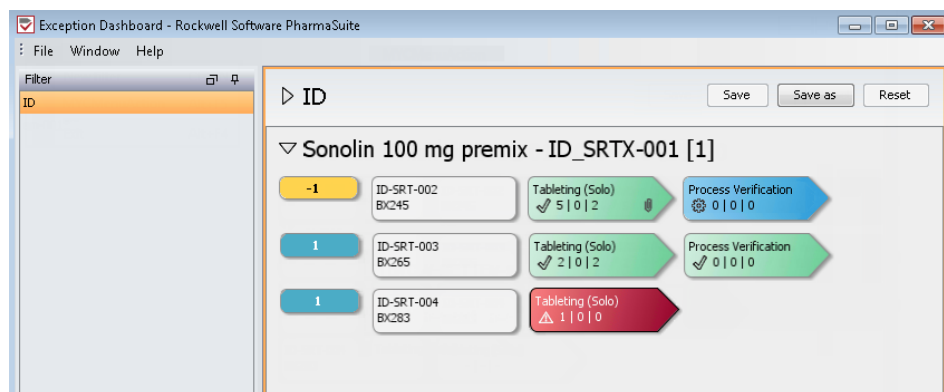 Exception Dashboard - Rockwell Software PharmaSuite
File Window Help
Filter
ID
ID
Save Save as Reset
Sonolin 100 mg premix - ID_SRTX-001 [1]
-1
ID-SRT-002
BX245
Tableting (Solo)
5 | 0 | 2
Process Verification
0 | 0 | 0
1
ID-SRT-003
BX265
Tableting (Solo)
2 | 0 | 2
Process Verification
0 | 0 | 0
1
ID-SRT-004
BX283
Tableting (Solo)
1 | 0 | 0